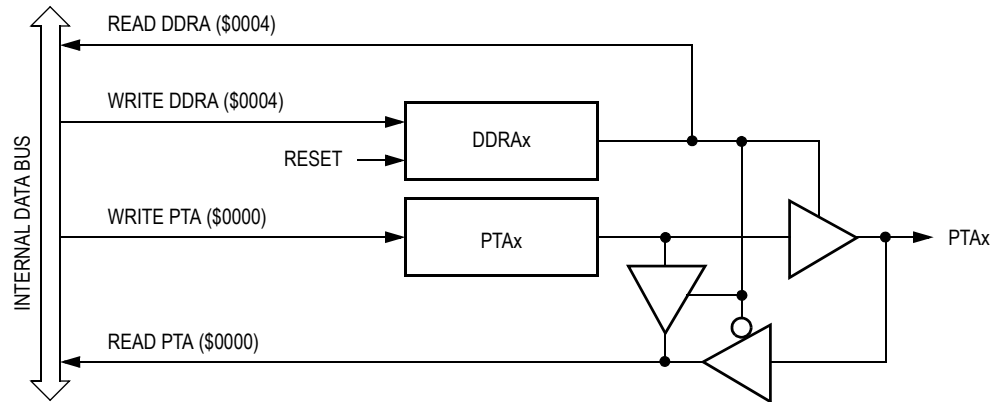 READ DDRA ($0004)
WRITE DDRA ($0004)
DDRAx
RESET
INTERNAL DATA BUS
WRITE PTA ($0000)
PTAx
PTAx
READ PTA ($0000)